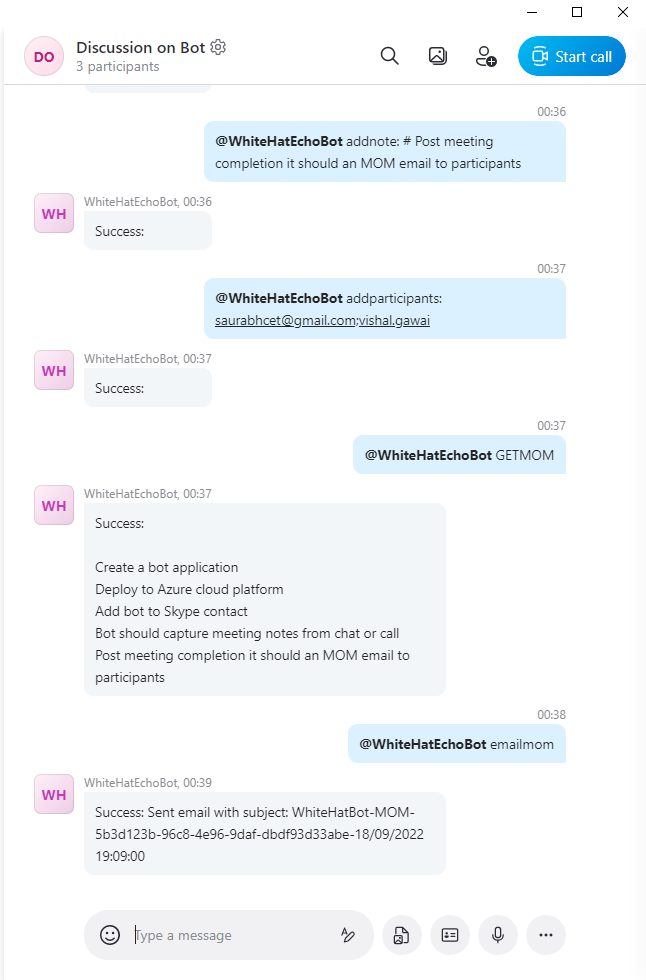 DO
Discussion on Bot
3 participants
Start call
00:36
@WhiteHatEchoBot addnote: # Post meeting
completion it should an MOM email to participants
WH
WhiteHatEchoBot, 00:36
Success:
00:37
@WhiteHatEchoBot addparticipants:
saurabhcet@gmail.com;vishal.gawai
WH
WhiteHatEchoBot, 00:37
Success:
00:37
@WhiteHatEchoBot GETMOM
WH
WhiteHatEchoBot, 00:37
Success:
Create a bot application
Deploy to Azure cloud platform
Add bot to Skype contact
Bot should capture meeting notes from chat or call
Post meeting completion it should an MOM email to
participants
00:38
@WhiteHatEchoBot emailmom
WH
WhiteHatEchoBot, 00:39
Success: Sent email with subject: WhiteHatBot-MOM-
5b3d123b-96c8-4e96-9daf-dbdf93d33abe-18/09/2022
19:09:00
Type a message